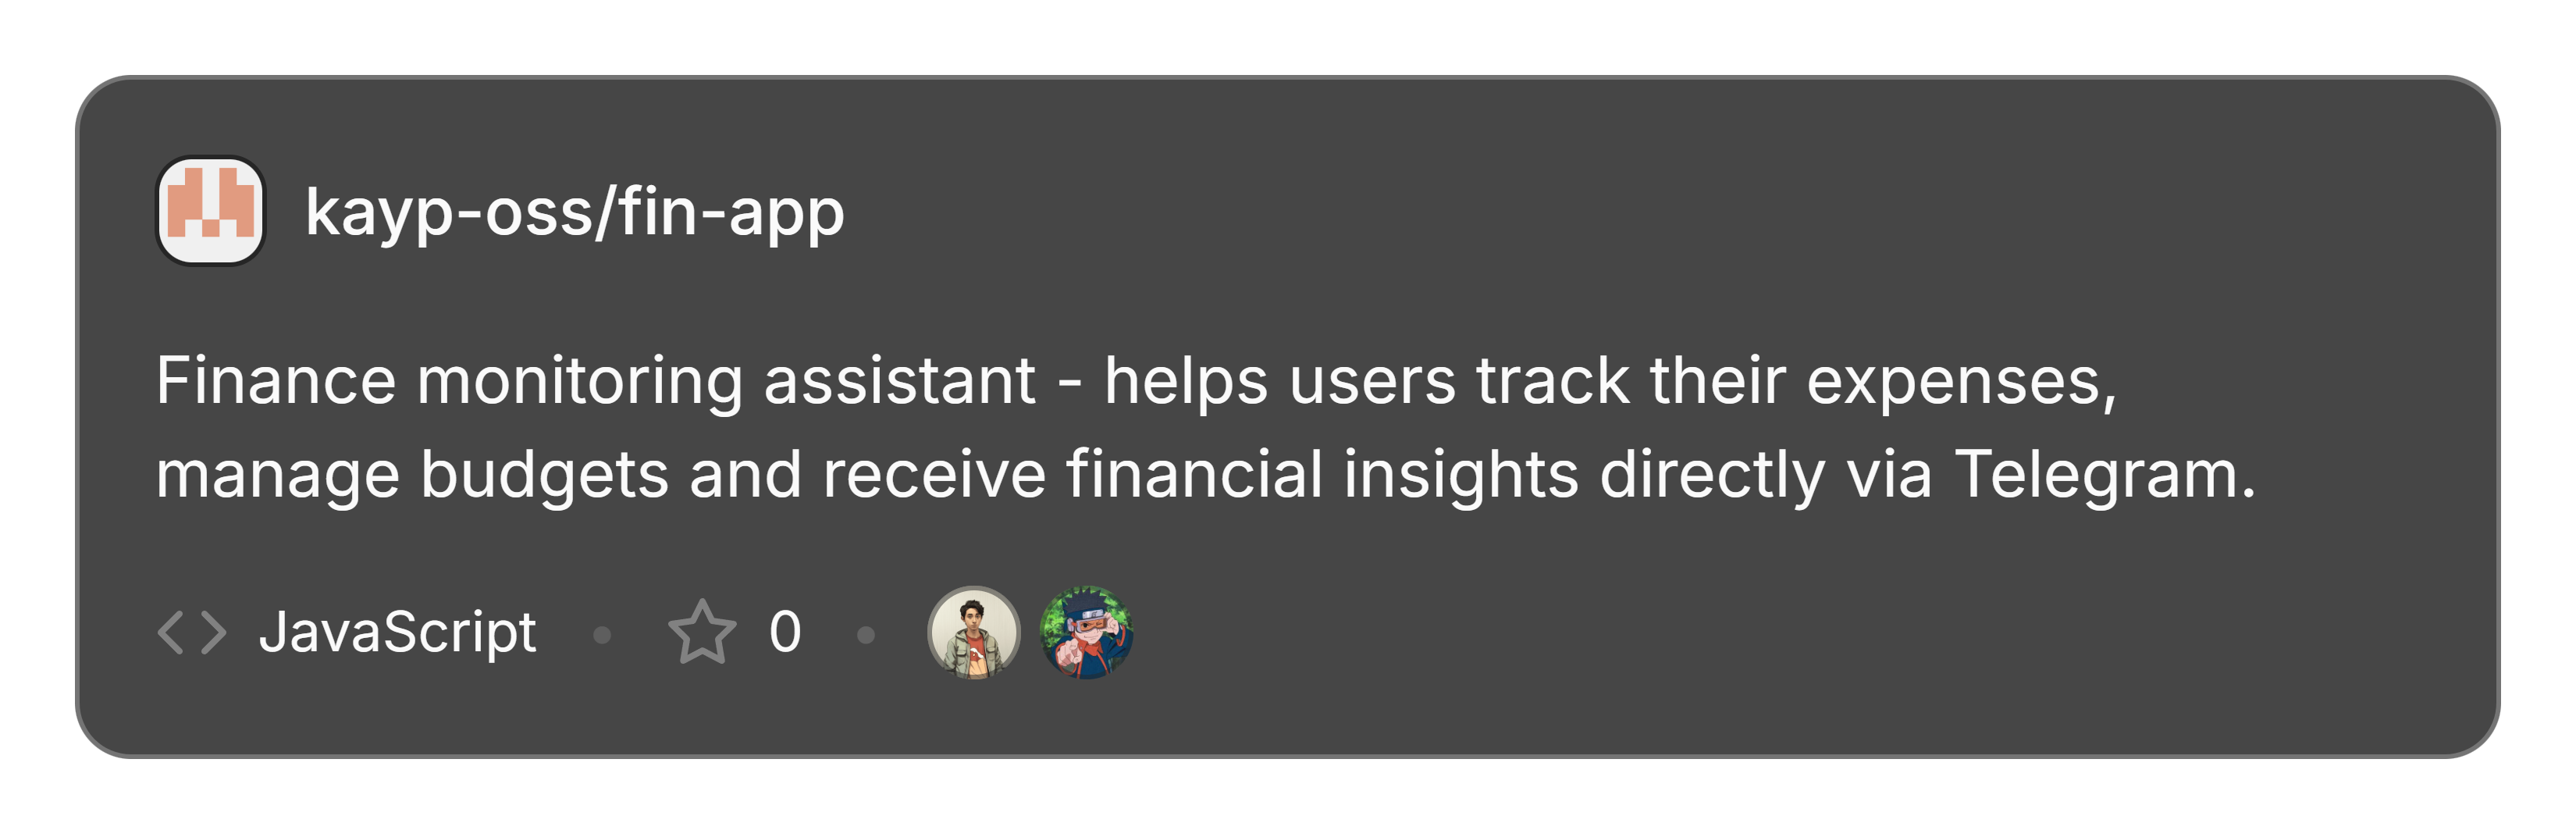 kayp-oss/fin-app
Finance monitoring assistant - helps users track their expenses,
manage budgets and receive financial insights directly via Telegram.
JavaScript
0